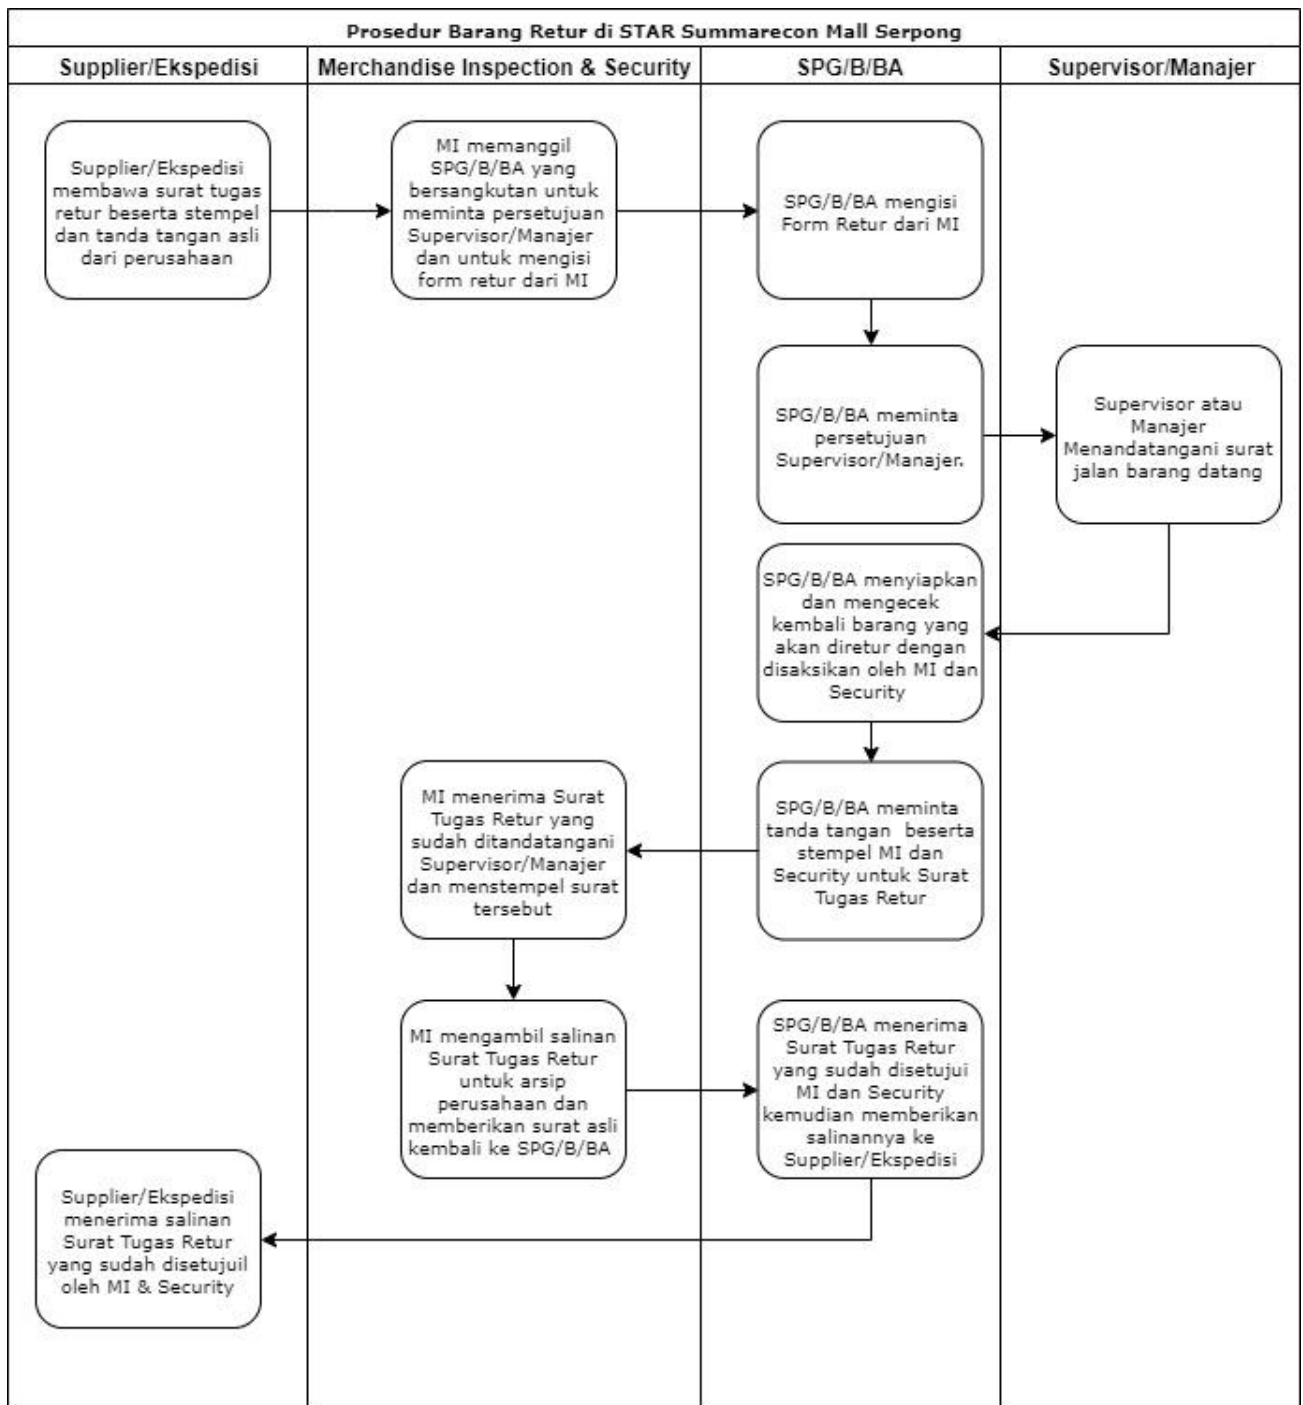 Prosedur Barang Retur di STAR Summarecon Mall Serpong
Supplier/Ekspedisi
Merchandise Inspection & Security
SPG/B/BA
Supervisor/Manajer
Supplier/Ekspedisi
membawa surat tugas
retur beserta stempel
dan tanda tangan asli
dari perusahaan
MI memanggil
SPG/B/BA yang
bersangkutan untuk
meminta persetujuan
Supervisor/Manajer
dan untuk mengisi
form retur dari MI
SPG/B/BA mengisi
Form Retur dari MI
SPG/B/BA meminta
persetujuan
Supervisor/Manajer.
Supervisor atau
Manajer
Menandatangani surat
jalan barang datang
SPG/B/BA menyiapkan
dan mengecek
kembali barang yang
akan diretur dengan
disaksikan oleh MI dan
Security
SPG/B/BA meminta
tanda tangan beserta
stempel MI dan
Security untuk Surat
Tugas Retur
MI menerima Surat
Tugas Retur yang
sudah ditandatangani
Supervisor/Manajer
dan menstempel surat
tersebut
MI mengambil salinan
Surat Tugas Retur
untuk arsip
perusahaan dan
memberikan surat asli
kembali ke SPG/B/BA
SPG/B/BA menerima
Surat Tugas Retur
yang sudah disetujui
MI dan Security
kemudian memberikan
salinannya ke
Supplier/Ekspedisi
Supplier/Ekspedisi
menerima salinan
Surat Tugas Retur
yang sudah disetujuil
oleh MI & Security